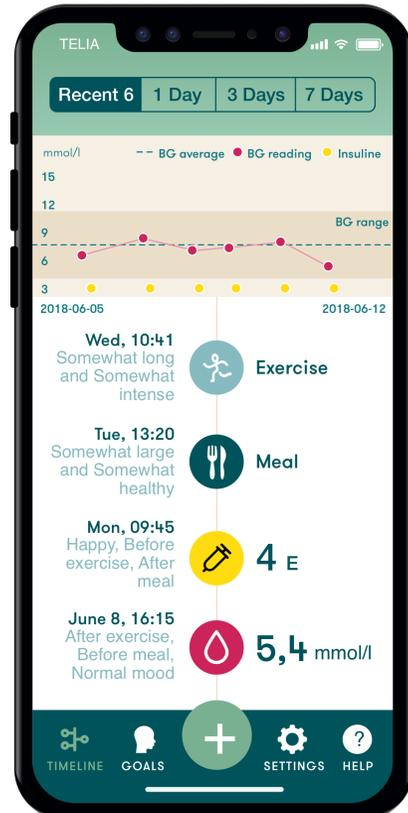 TELIA
Recent 6 1 Day 3 Days 7 Days
mmol/l -- BG average BG reading Insuline
15
12
BG range
9
6
3
2018-06-05 2018-06-12
Wed, 10:41
Somewhat long
and Somewhat
intense
Exercise
Tue, 13:20
Somewhat large
and Somewhat
healthy
Meal
Mon, 09:45
Happy, Before
exercise, After
meal
4 E
June 8, 16:15
After exercise,
Before meal,
Normal mood
5,4 mmol/l
+
?
TIMELINE GOALS SETTINGS HELP